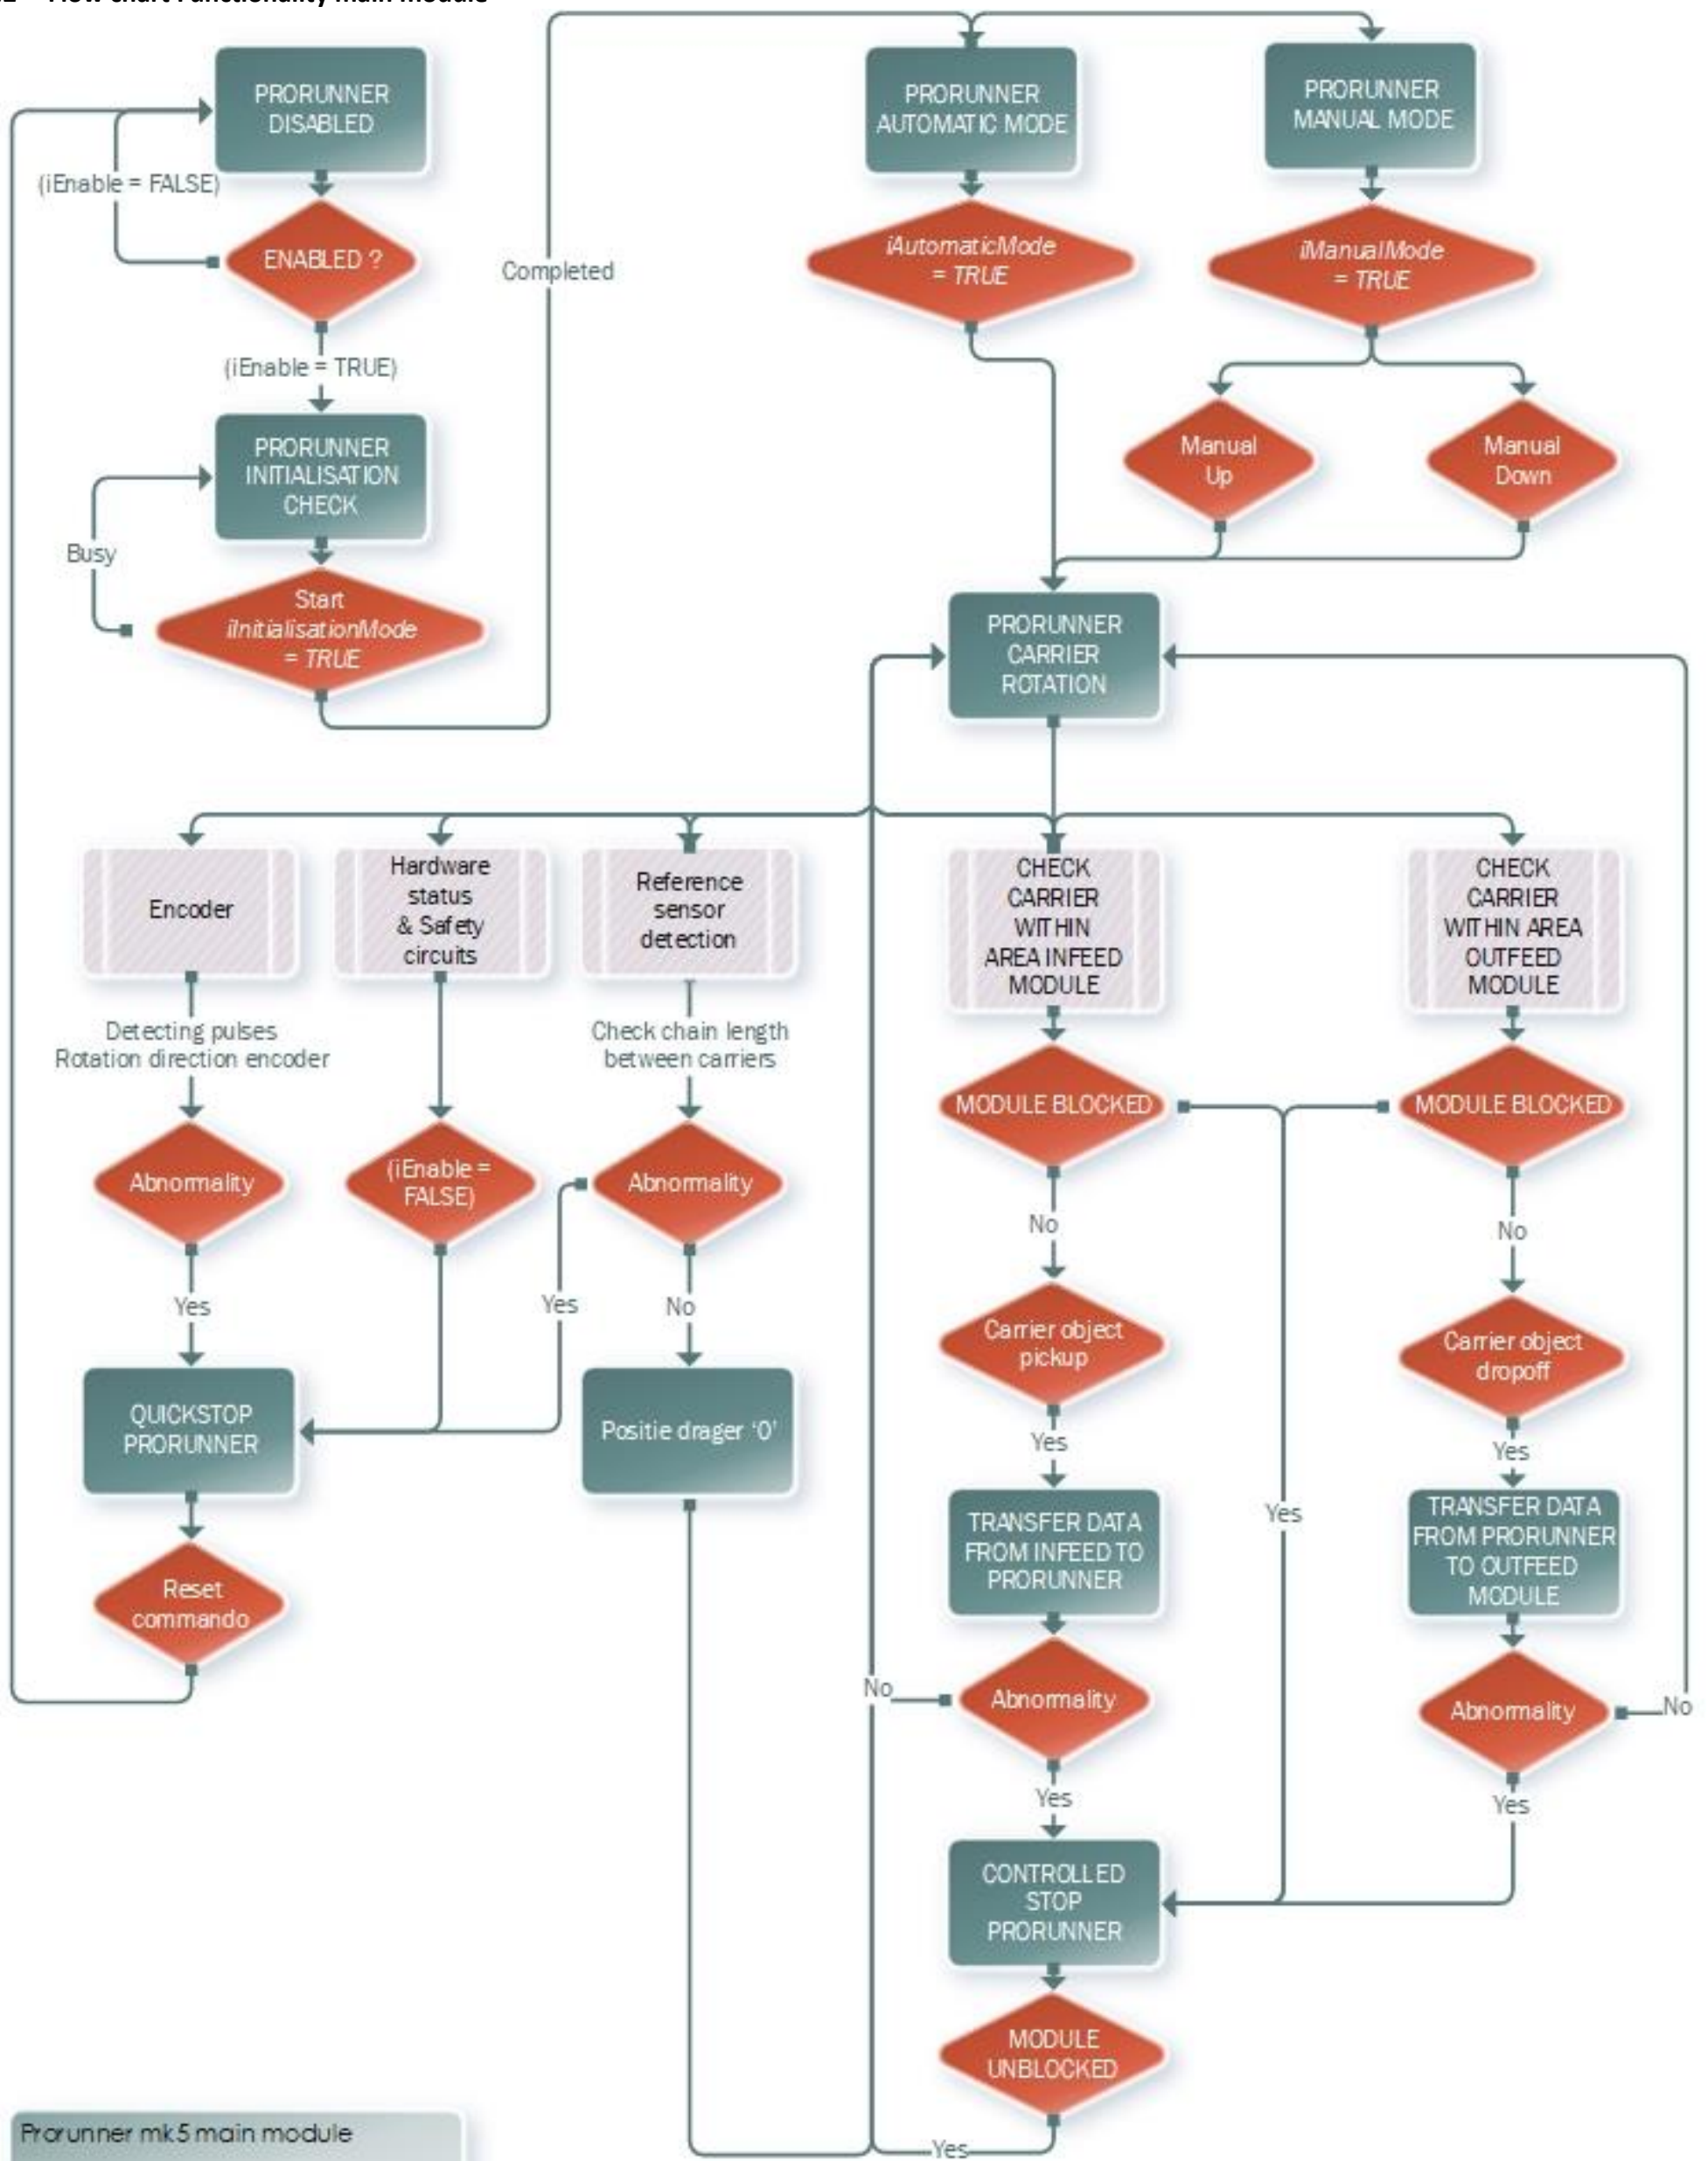 Flow chart Functionality main module
PRORUNNER
DISABLED
(iEnable = FALSE)
ENABLED ?
(iEnable = TRUE)
PRORUNNER
INITIALISATION
CHECK
Busy
Start
iInitialisationMode
= TRUE
Completed
PRORUNNER
AUTOMATIC MODE
iAutomaticMode
= TRUE
PRORUNNER
MANUAL MODE
iManualMode
= TRUE
Manual
Up
Manual
Down
PRORUNNER
CARRIER
ROTATION
Encoder
Detecting pulses
Rotation direction encoder
Abnormality
Yes
QUICKSTOP
PRORUNNER
Reset
commando
Hardware
status
& Safety
circuits
(iEnable =
FALSE)
Reference
sensor
detection
Check chain length
between carriers
Abnormality
Yes
No
Positie drager ‘0’
CHECK
CARRIER
WITHIN
AREA INFEED
MODULE
MODULE BLOCKED
No
Carrier object
pickup
Yes
TRANSFER DATA
FROM INFEED TO
PRORUNNER
Abnormality
No
Yes
CONTROLLED
STOP
PRORUNNER
MODULE
UNBLOCKED
Yes
CHECK
CARRIER
WITHIN AREA
OUTFEED
MODULE
MODULE BLOCKED
Yes
No
Carrier object
dropoff
Yes
TRANSFER DATA
FROM PRORUNNER
TO OUTFEED
MODULE
Abnormality
No
Yes
Prorunner mk5 main module